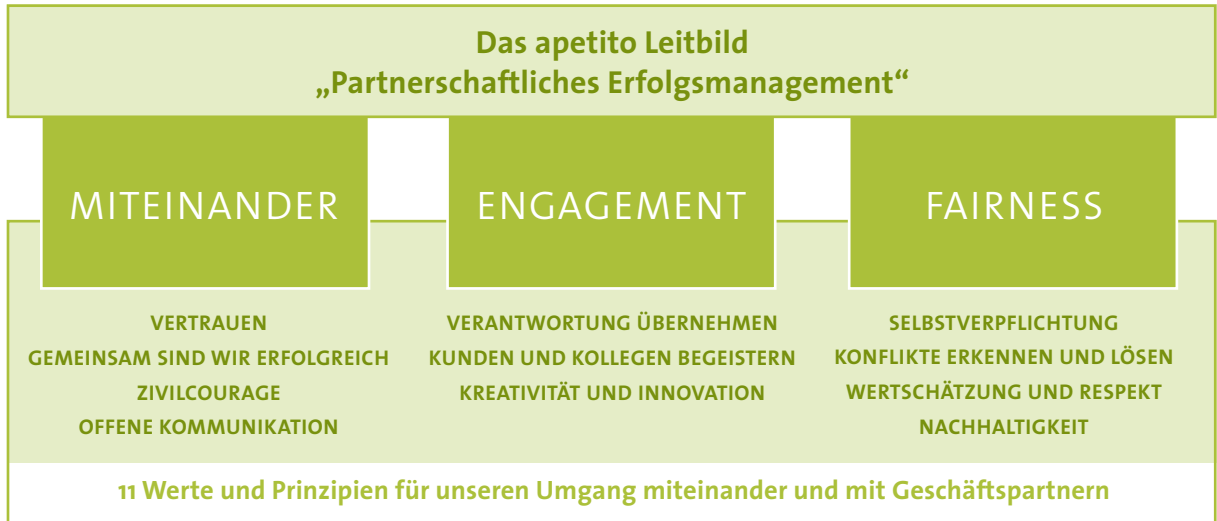 Das apetito Leitbild
„Partnerschaftliches Erfolgsmanagement“
MITEINANDER
VERTRAUEN
GEMEINSAM SIND WIR ERFOLGREICH
ZIVILCOURAGE
OFFENE KOMMUNIKATION
ENGAGEMENT
VERANTWORTUNG ÜBERNEHMEN
KUNDEN UND KOLLEGEN BEGEISTERN
KREATIVITÄT UND INNOVATION
FAIRNESS
SELBSTVERPFLICHTUNG
KONFLIKTE ERKENNEN UND LÖSEN
WERTSCHÄTZUNG UND RESPEKT
NACHHALTIGKEIT
11 Werte und Prinzipien für unseren Umgang miteinander und mit Geschäftspartnern